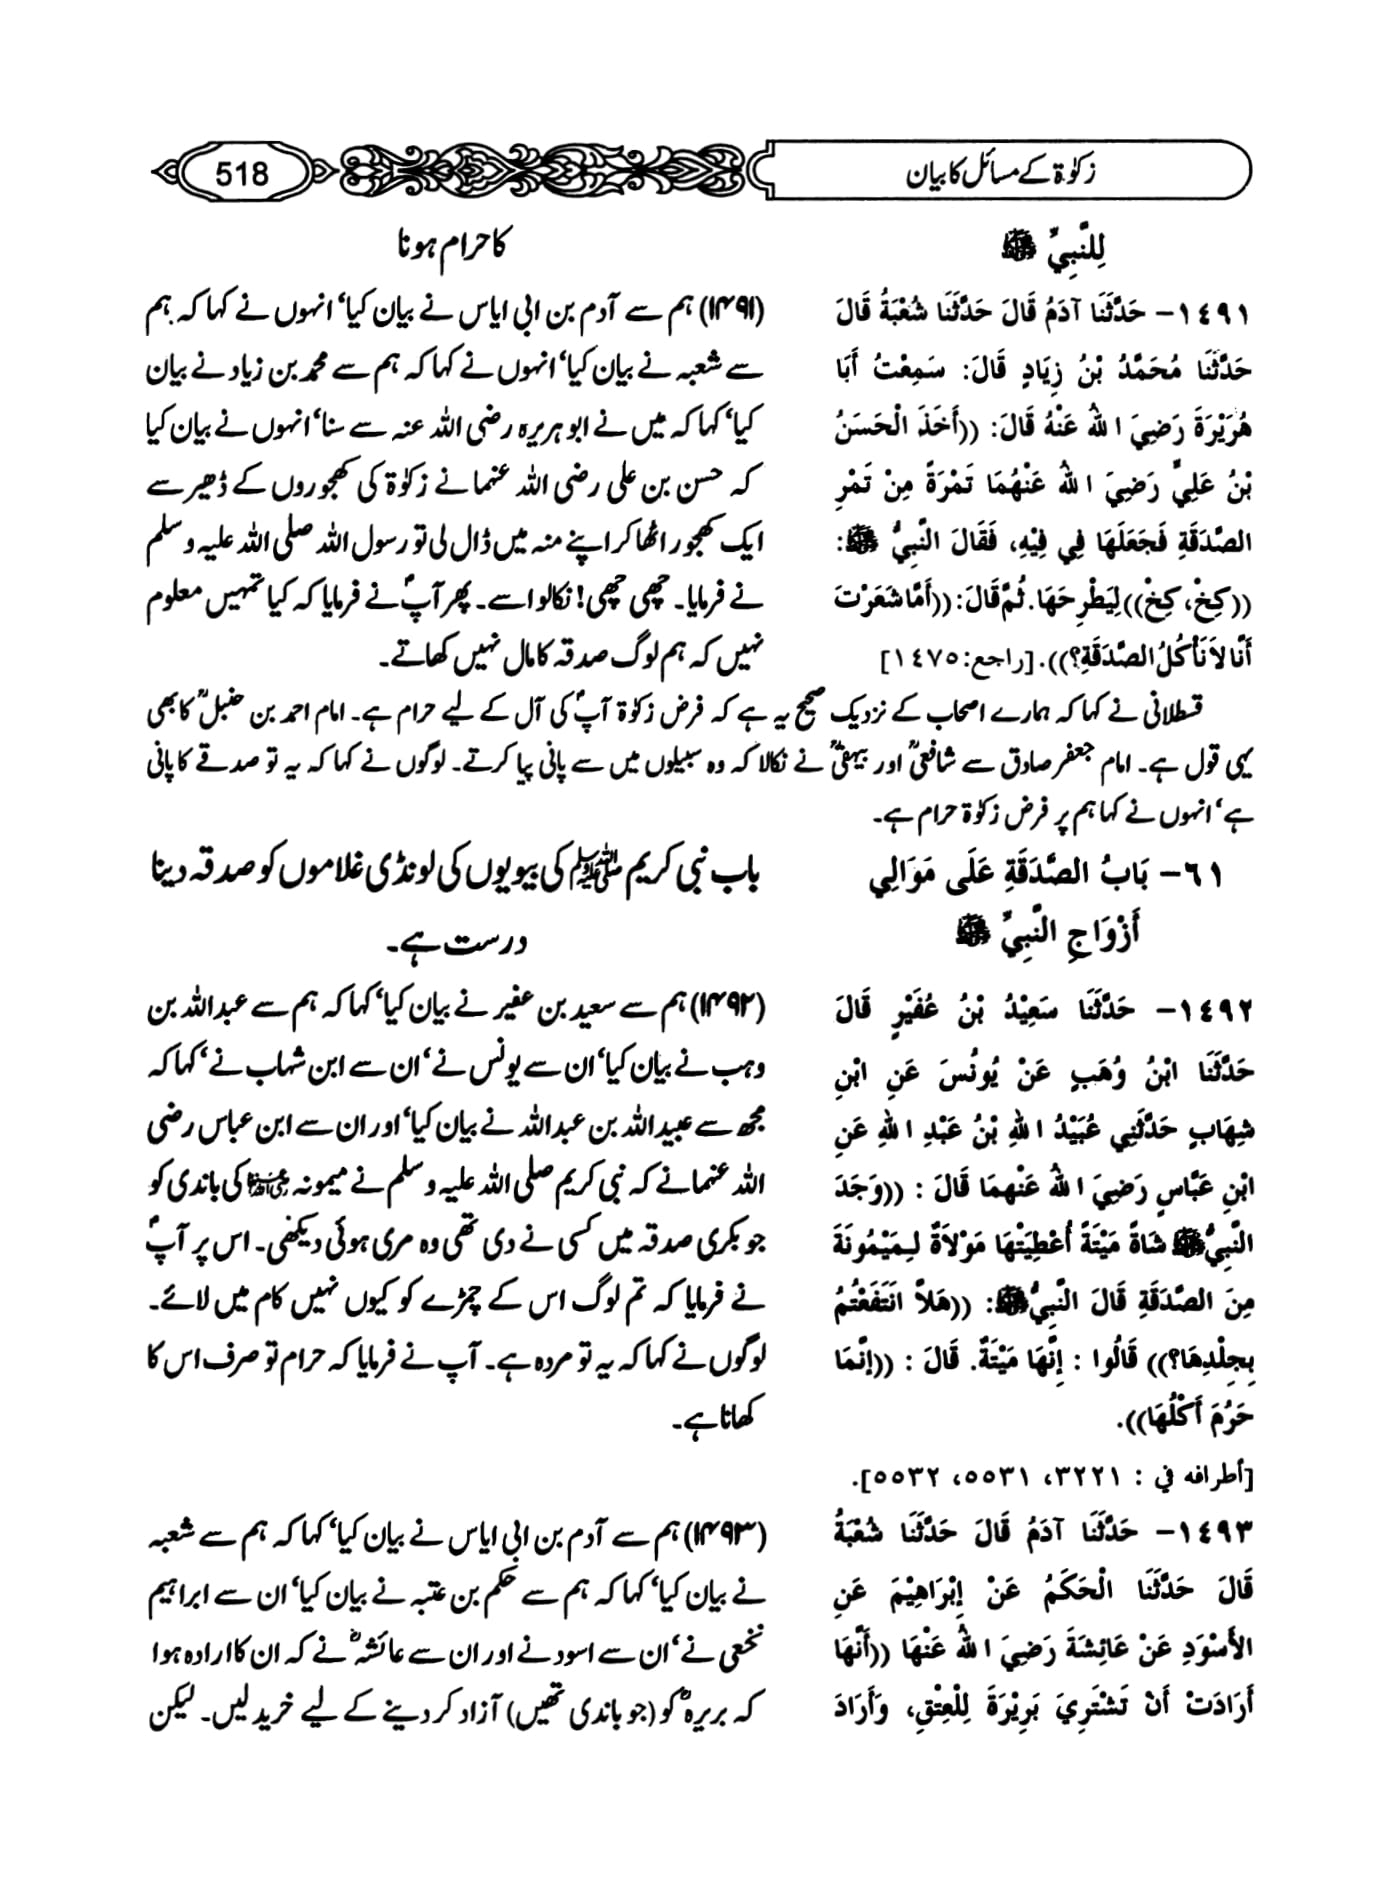 زکوٰۃ کے مسائل کا بیان
518
لِلنَّبِيِّ ﷺ
١٤٩١- حَدَّثَنَا آدَمُ قَالَ حَدَّثَنَا شُعْبَةُ قَالَ
حَدَّثَنَا مُحَمَّدُ بْنُ زِيَادٍ قَالَ: سَمِعْتُ أَبَا
هُرَيْرَةَ رَضِيَ اللهُ عَنْهُ قَالَ: ((أَخَذَ الْحَسَنُ
بْنُ عَلِيٍّ رَضِيَ اللهُ عَنْهُمَا تَمْرَةً مِنْ تَمْرِ
الصَّدَقَةِ فَجَعَلَهَا فِي فِيْهِ، فَقَالَ النَّبِيُّ ﷺ:
((كِخْ، كِخْ)) لِيَطْرِحَهَا. ثُمَّ قَالَ: ((أَمَّا شَعَرْتَ
أَنَّا لاَ نَأْكُلُ الصَّدَقَةِ؟)). [راجع: ١٤٧٥]
کا حرام ہونا
(۱۴۹۱) ہم سے آدم بن ابی ایاس نے بیان کیا‘ انہوں نے کہا کہ ہم
سے شعبہ نے بیان کیا‘ انہوں نے کہا کہ ہم سے محمد بن زیاد نے بیان
کیا‘ کہا کہ میں نے ابو ہریرہ رضی اللہ عنہ سے سنا‘ انہوں نے بیان کیا
کہ حسن بن علی رضی اللہ عنہما نے زکوٰۃ کی کھجوروں کے ڈھیر سے
ایک کھجور اٹھا کر اپنے منہ میں ڈال لی تو رسول اللہ صلی اللہ علیہ و سلم
نے فرمایا۔ چھی چھی! نکالو اسے۔ پھر آپؐ نے فرمایا کہ کیا تمہیں معلوم
نہیں کہ ہم لوگ صدقہ کا مال نہیں کھاتے۔
قسطلانی نے کہا کہ ہمارے اصحاب کے نزدیک صحیح یہ ہے کہ فرض زکوٰۃ آپؐ کی آل کے لیے حرام ہے۔ امام احمد بن حنبلؒ کا بھی
یہی قول ہے۔ امام جعفر صادق سے شافعیؒ اور بیہقیؒ نے نکالا کہ وہ سبیلوں میں سے پانی پیا کرتے۔ لوگوں نے کہا کہ یہ تو صدقے کا پانی
ہے‘ انہوں نے کہا ہم پر فرض زکوٰۃ حرام ہے۔
٦١- بَابُ الصَّدَقَةِ عَلَى مَوَالِي
أَزْوَاجِ النَّبِيِّ ﷺ
١٤٩٢- حَدَّثَنَا سَعِيْدُ بْنُ عُفَيْرٍ قَالَ
حَدَّثَنَا ابْنُ وُهَبٍ عَنْ يُونُسَ عَنِ ابْنِ
شِهَابٍ حَدَّثَنِي عُبَيْدُ اللهِ بْنُ عَبْدِ اللهِ عَنِ
ابْنِ عَبَّاسٍ رَضِيَ اللهُ عَنْهِمَا قَالَ : ((وَجَدَ
النَّبِيُّ ﷺ شَاةً مَيْتَةً أُعْطِيَتْهَا مَوْلاَةٌ لِمَيْمُونَةَ
مِنَ الصَّدَقَةِ قَالَ النَّبِيُّ ﷺ: ((هَلاَّ انْتَفَعْتُمْ
بِجِلْدِهَا؟)) قَالُوا : إِنَّهَا مَيْتَةٌ. قَالَ : ((إِنَّمَا
حَرُمَ أَكْلُهَا)).
[أطرافه في : ٣٢٢١، ٥٥٣١، ٥٥٣٢].
باب نبی کریم ﷺ کی بیویوں کی لونڈی غلاموں کو صدقہ دینا
درست ہے۔
(۱۴۹۲) ہم سے سعید بن عفیر نے بیان کیا‘ کہا کہ ہم سے عبداللہ بن
وہب نے بیان کیا‘ ان سے یونس نے‘ ان سے ابن شہاب نے‘ کہا کہ
مجھ سے عبیداللہ بن عبداللہ نے بیان کیا‘ اور ان سے ابن عباس رضی
اللہ عنہما نے کہ نبی کریم صلی اللہ علیہ و سلم نے میمونہ رضی اللہ عنہا کی باندی کو
جو بکری صدقہ میں کسی نے دی تھی وہ مری ہوئی دیکھی۔ اس پر آپؐ
نے فرمایا کہ تم لوگ اس کے چمڑے کو کیوں نہیں کام میں لائے۔
لوگوں نے کہا کہ یہ تو مردہ ہے۔ آپ نے فرمایا کہ حرام تو صرف اس کا
کھانا ہے۔
١٤٩٣- حَدَّثَنَا آدَمُ قَالَ حَدَّثَنَا شُعْبَةُ
قَالَ حَدَّثَنَا الْحَكَمُ عَنْ إِبْرَاهِيْمَ عَنِ
الأَسْوَدِ عَنْ عَائِشَةَ رَضِيَ اللهُ عَنْهَا ((أَنَّهَا
أَرَادَتْ أَنْ تَشْتَرِيَ بَرِيْرَةَ لِلْعِتْقِ، وَأَرَادَ
(۱۴۹۳) ہم سے آدم بن ابی ایاس نے بیان کیا‘ کہا کہ ہم سے شعبہ
نے بیان کیا‘ کہا کہ ہم سے حکم بن عتبہ نے بیان کیا‘ ان سے ابراہیم
نخعی نے‘ ان سے اسود نے اور ان سے عائشہؓ نے کہ ان کا ارادہ ہوا
کہ بریرہؓ کو (جو باندی تھیں) آزاد کر دینے کے لیے خرید لیں۔ لیکن